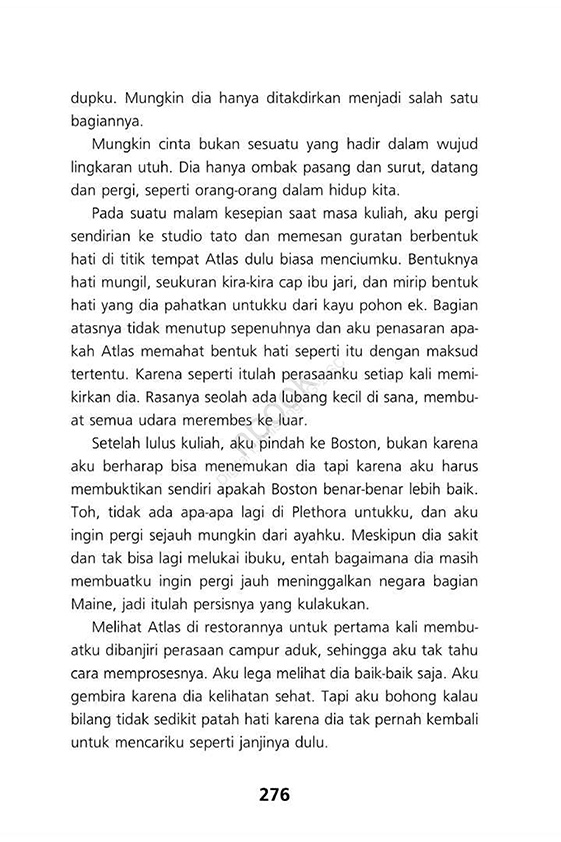 dupku. Mungkin dia hanya ditakdirkan menjadi salah satu
bagiannya.
Mungkin cinta bukan sesuatu yang hadir dalam wujud
lingkaran utuh. Dia hanya ombak pasang dan surut, datang
dan pergi, seperti orang-orang dalam hidup kita.
Pada suatu malam kesepian saat masa kuliah, aku pergi
sendirian ke studio tato dan memesan guratan berbentuk
hati di titik tempat Atlas dulu biasa menciumku. Bentuknya
hati mungil, seukuran kira-kira cap ibu jari, dan mirip bentuk
hati yang dia pahatkan untukku dari kayu pohon ek. Bagian
atasnya tidak menutup sepenuhnya dan aku penasaran apa-
kah Atlas memahat bentuk hati seperti itu dengan maksud
tertentu. Karena seperti itulah perasaanku setiap kali memi-
kirkan dia. Rasanya seolah ada lubang kecil di sana, membu-
at semua udara merembes ke luar.
Setelah lulus kuliah, aku pindah ke Boston, bukan karena
aku berharap bisa menemukan dia tapi karena aku harus
membuktikan sendiri apakah Boston benar-benar lebih baik.
Toh, tidak ada apa-apa lagi di Plethora untukku, dan aku
ingin pergi sejauh mungkin dari ayahku. Meskipun dia sakit
dan tak bisa lagi melukai ibuku, entah bagaimana dia masih
membuatku ingin pergi jauh meninggalkan negara bagian
Maine, jadi itulah persisnya yang kulakukan.
Melihat Atlas di restorannya untuk pertama kali membu-
atku dibanjiri perasaan campur aduk, sehingga aku tak tahu
cara memprosesnya. Aku lega melihat dia baik-baik saja. Aku
gembira karena dia kelihatan sehat. Tapi aku bohong kalau
bilang tidak sedikit patah hati karena dia tak pernah kembali
untuk mencariku seperti janjinya dulu.
276